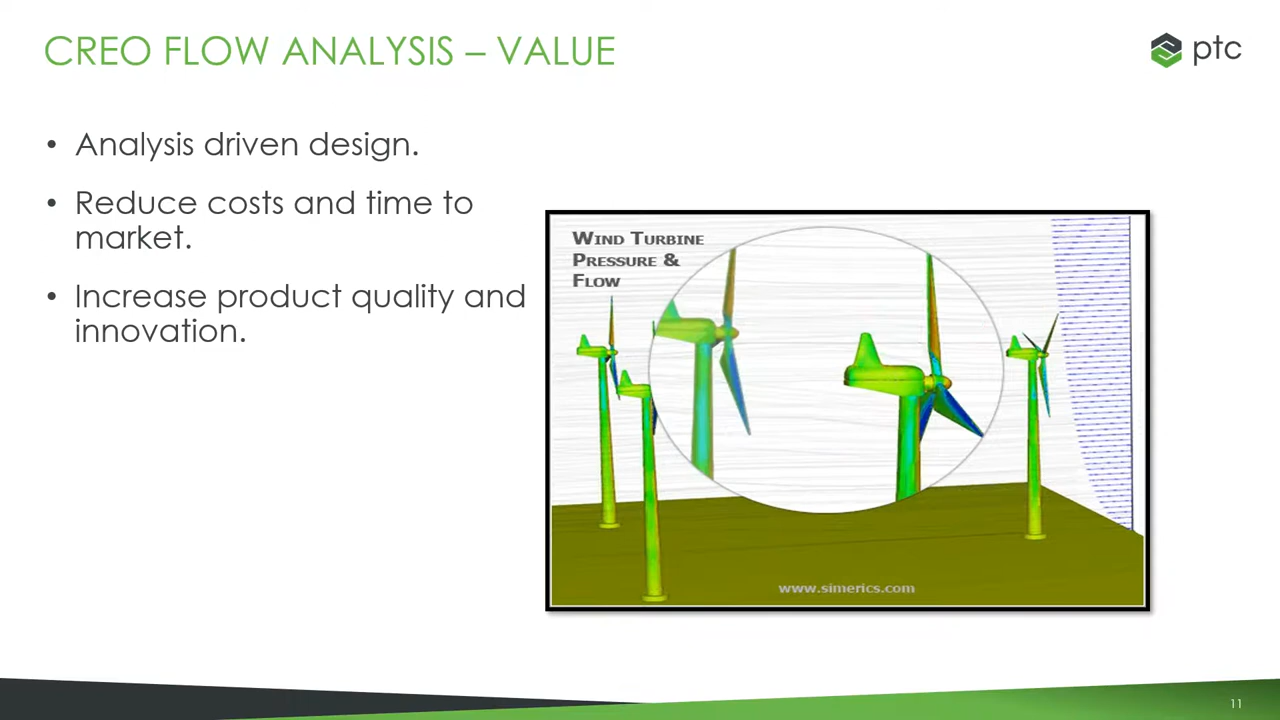 CREO FLOW ANALYSIS – VALUE
ptc
• Analysis driven design.
• Reduce costs and time to
market.
• Increase product quality and
innovation.
WIND TURBINE
PRESSURE &
FLOW
www.simerics.com
11